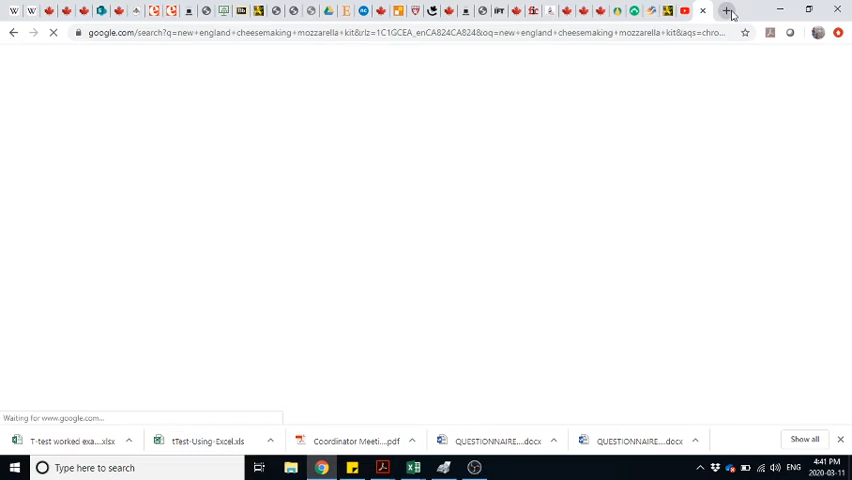 google.com/search?q=new+england+cheesemaking+mozzarella+kit&rlz=1C1GCEA_enCA824CA824&oq=new+england+cheesemaking+mozzarella+kit&aqs=chro...
Waiting for www.google.com...
T-test worked exa....xlsx
tTest-Using-Excel.xls
Coordinator Meeti....pdf
QUESTIONNAIRE,...docx
QUESTIONNAIRE,...docx
Show all
Type here to search
ENG
4:41 PM
2020-03-11